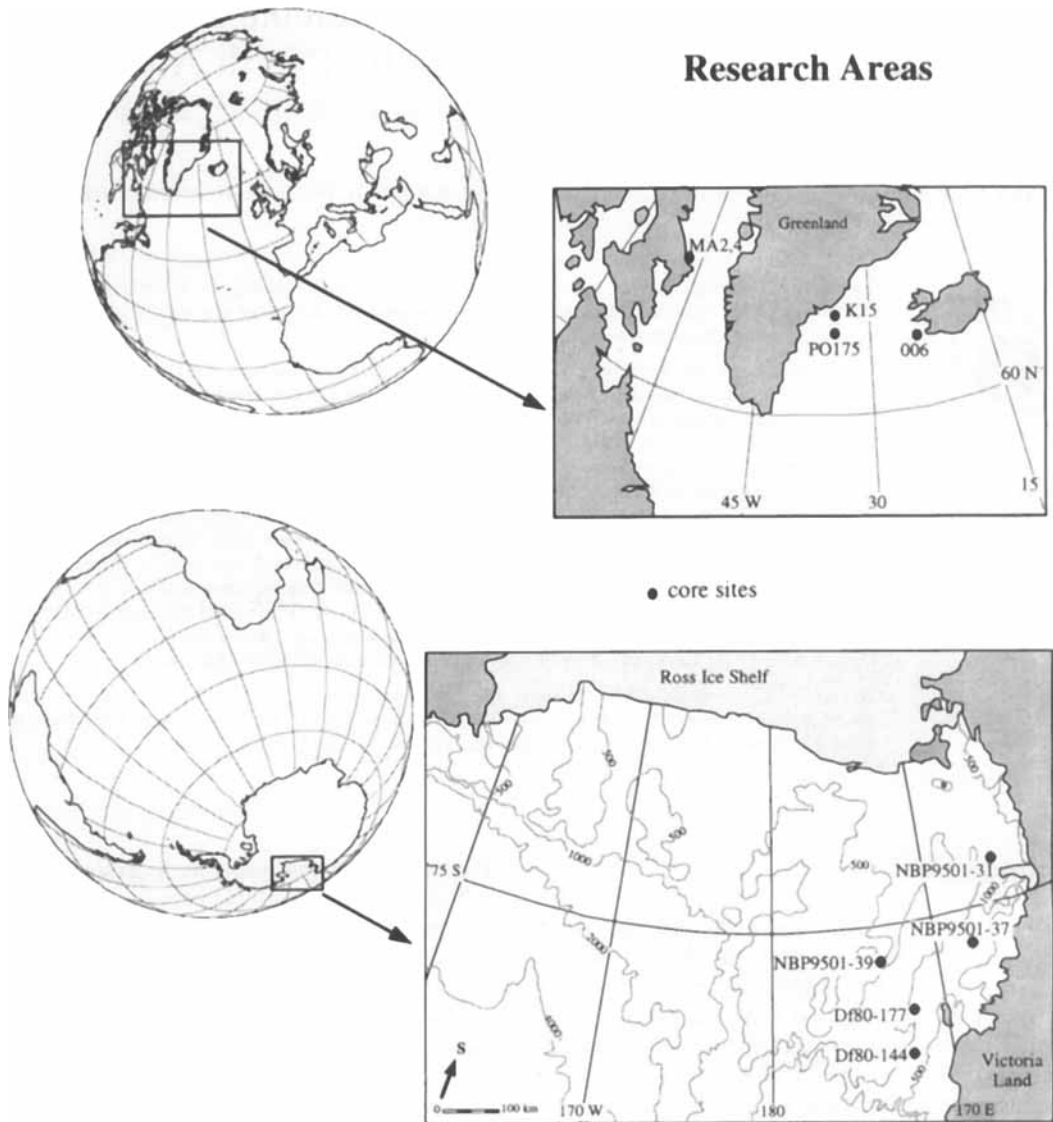 Research Areas
Greenland
MA2,4
K15
PO175
006
60 N
45 W
30
15
● core sites
Ross Ice Shelf
500
500
500
500
1000
500
75 S
NBP9501-31
1000
NBP9501-37
2000
NBP9501-39
4000
Df80-177
Df80-144
500
S
Victoria
Land
0
100 km
170 W
180
170 E